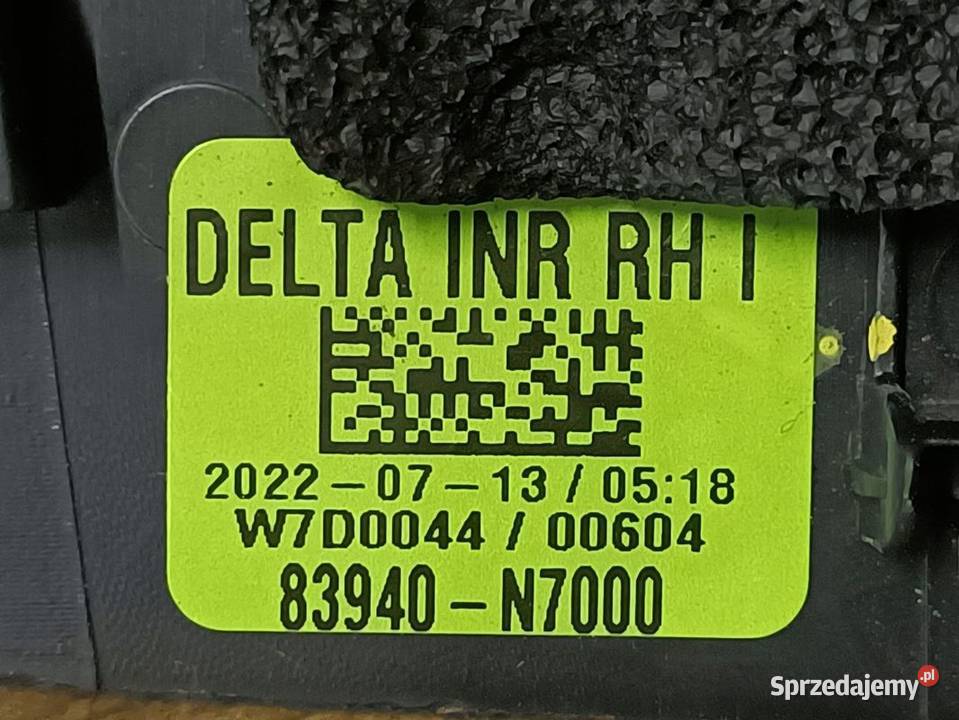 DELTA INR RH I
2022-07-13/05:18
W7D0044/00604
83940-N7000
Sprzedajemy.pl